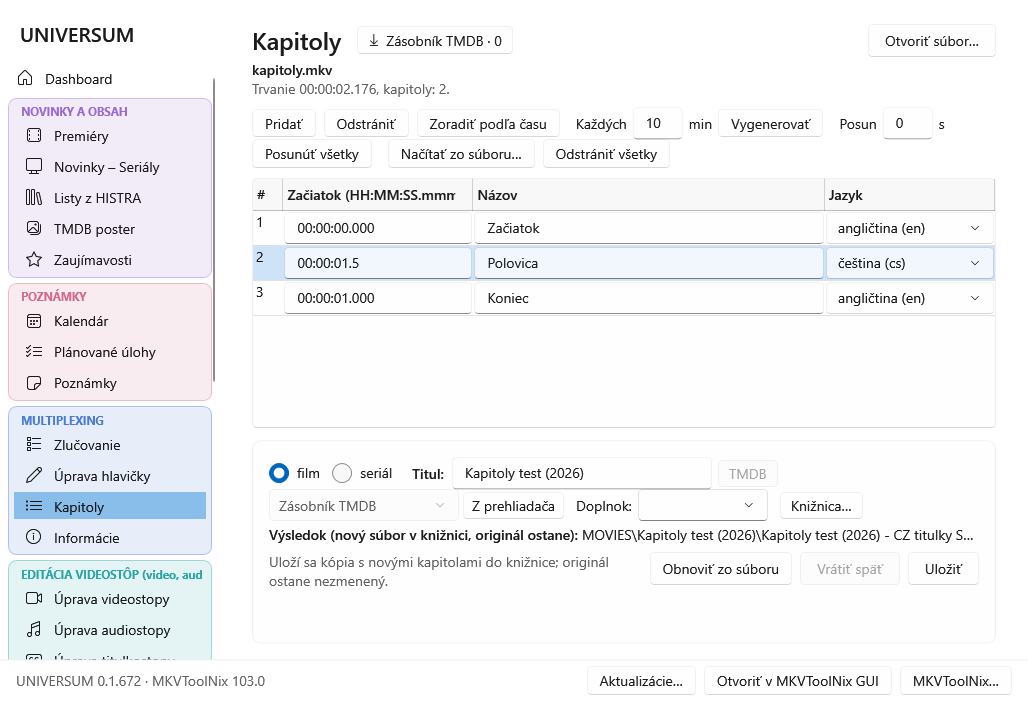 UNIVERSUM
Dashboard
NOVINKY A OBSAH
Premiéry
Novinky – Seriály
Listy z HISTRA
TMDB poster
Zaujímavosti
POZNÁMKY
Kalendár
Plánované úlohy
Poznámky
MULTIPLEXING
Zlučovanie
Úprava hlavičky
Kapitoly
Informácie
EDITÁCIA VIDEOSTÔP (video, aud
Úprava videostopy
Úprava audiostopy
Kapitoly
Zásobník TMDB · 0
Otvoriť súbor...
kapitoly.mkv
Trvanie 00:00:02.176, kapitoly: 2.
Pridať Odstrániť Zoradiť podľa času Každých 10 min Vygenerovať Posun 0 s
Posunúť všetky Načítať zo súboru... Odstrániť všetky
# Začiatok (HH:MM:SS.mmm Názov Jazyk
1 00:00:00.000 Začiatok angličtina (en)
2 00:00:01.5 Polovica čeština (cs)
3 00:00:01.000 Koniec angličtina (en)
film seriál Titul: Kapitoly test (2026) TMDB
Zásobník TMDB Z prehliadača Doplnok: Knižnica...
Výsledok (nový súbor v knižnici, originál ostane): MOVIES\Kapitoly test (2026)\Kapitoly test (2026) - CZ titulky S...
Uloží sa kópia s novými kapitolami do knižnice; originál
ostane nezmenený.
Obnoviť zo súboru Vrátiť späť Uložiť
UNIVERSUM 0.1.672 · MKVToolNix 103.0
Aktualizácie... Otvoriť v MKVToolNix GUI MKVToolNix...